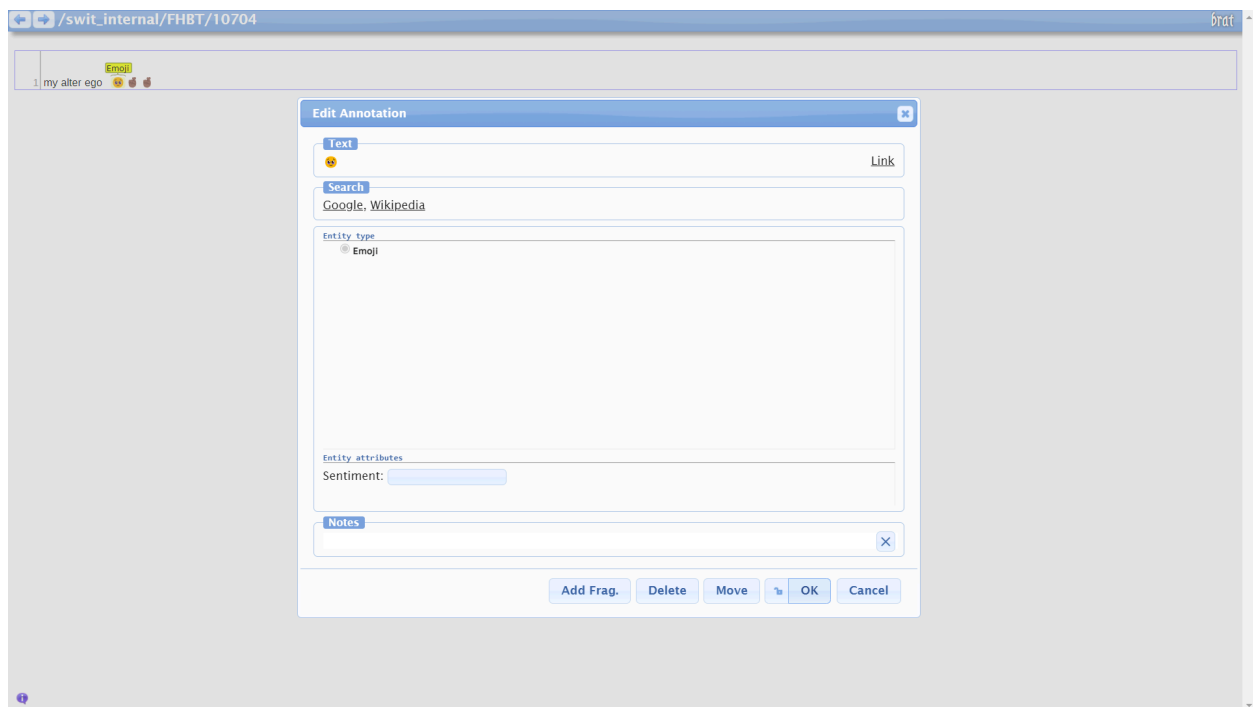 /swit_internal/FHBT/10704
brat
Emoji
1 my alter ego 🥺
Edit Annotation
Text
🥺 Link
Search
Google, Wikipedia
Entity type
Emoji
Entity attributes
Sentiment:
Notes
Add Frag. Delete Move OK Cancel